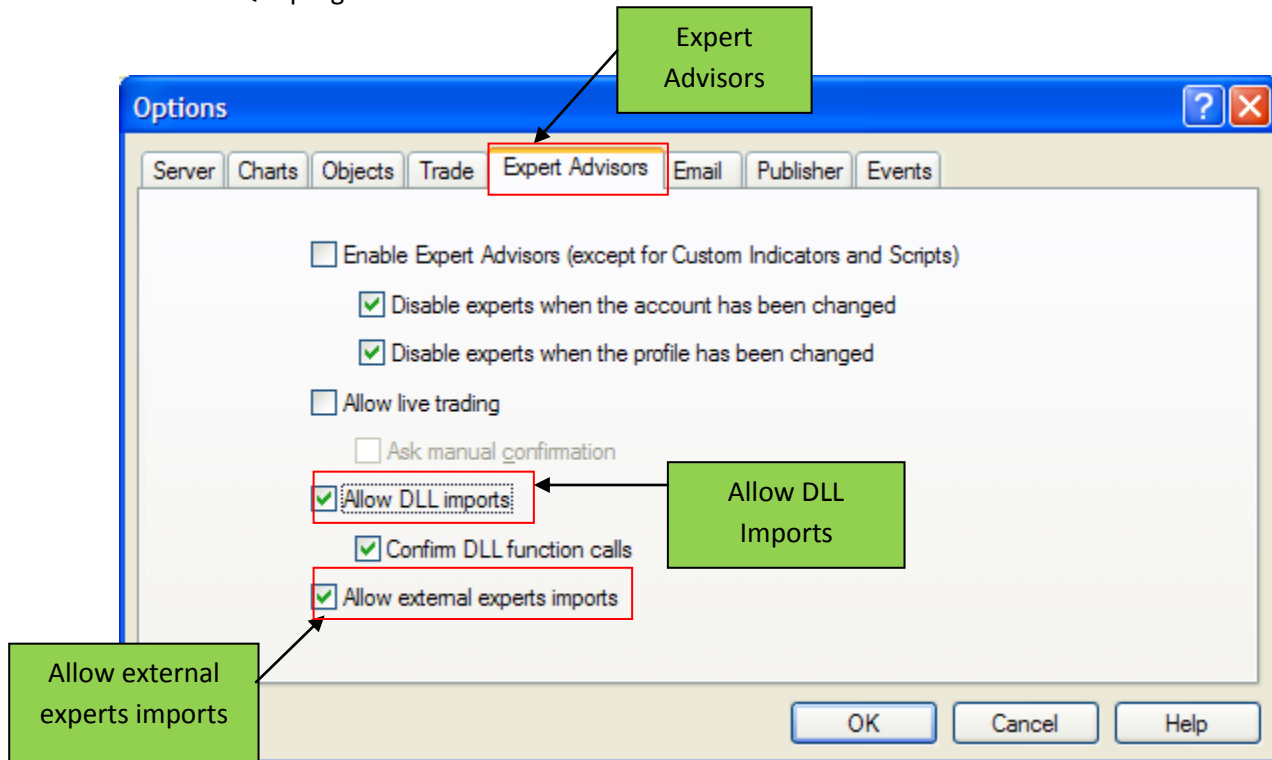 Expert
Advisors
Options
Server Charts Objects Trade Expert Advisors Email Publisher Events
Enable Expert Advisors (except for Custom Indicators and Scripts)
Disable experts when the account has been changed
Disable experts when the profile has been changed
Allow live trading
Ask manual confirmation
Allow DLL imports
Allow DLL
Imports
Confirm DLL function calls
Allow external experts imports
Allow external
experts imports
OK Cancel Help